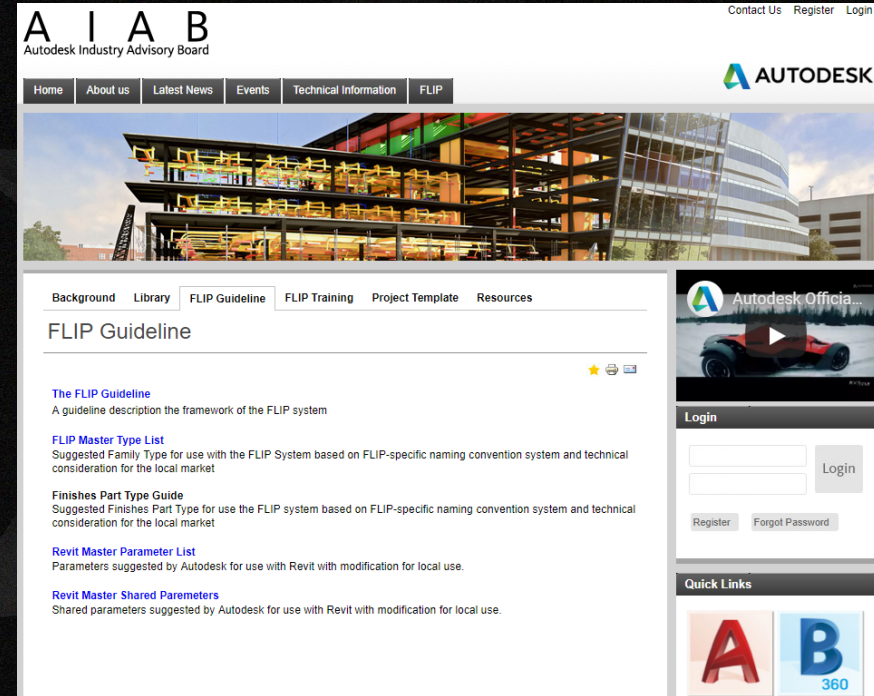 Contact Us Register Login
A I A B
Autodesk Industry Advisory Board
AUTODESK
Home About us Latest News Events Technical Information FLIP
Background Library FLIP Guideline FLIP Training Project Template Resources
FLIP Guideline
The FLIP Guideline
A guideline description the framework of the FLIP system
FLIP Master Type List
Suggested Family Type for use with the FLIP System based on FLIP-specific naming convention system and technical
consideration for the local market
Finishes Part Type Guide
Suggested Finishes Part Type for use the FLIP system based on FLIP-specific naming convention system and technical
consideration for the local market
Revit Master Parameter List
Parameters suggested by Autodesk for use with Revit with modification for local use.
Revit Master Shared Paremeters
Shared parameters suggested by Autodesk for use with Revit with modification for local use.
Autodesk Officia...
Login
Login
Register Forgot Password
Quick Links
A B
360